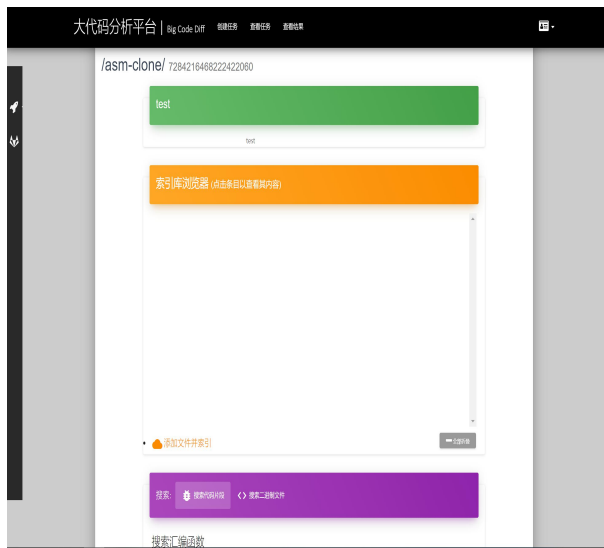 大代码分析平台 | Big Code Diff 创建任务 查看任务 查看结果
/asm-clone/ 7284216468222422060
test
test
索引库浏览器 (点击条目以查看其内容)
添加文件并索引
搜索: 搜索代码片段 搜索二进制文件
搜索汇编函数